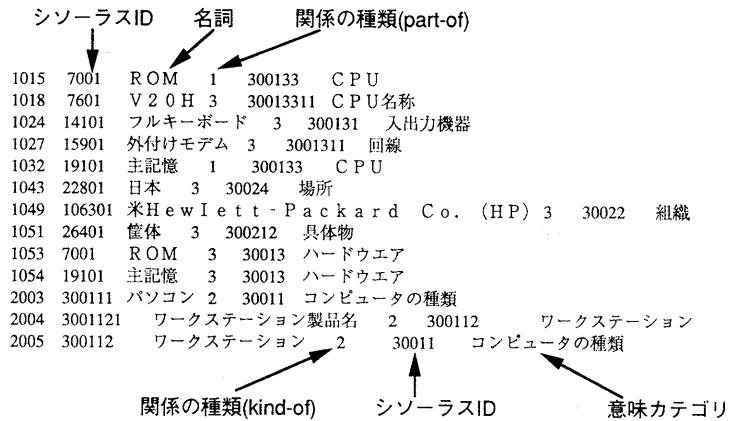 シソーラスID 名詞 関係の種類(part-of)
1015 7001 ROM 1 300133 CPU
1018 7601 V20H 3 30013311 CPU名称
1024 14101 フルキーボード 3 300131 入出力機器
1027 15901 外付けモデム 3 3001311 回線
1032 19101 主記憶 1 300133 CPU
1043 22801 日本 3 30024 場所
1049 106301 米Hewlett-Packard Co. (HP) 3 30022 組織
1051 26401 筐体 3 300212 具体物
1053 7001 ROM 3 30013 ハードウエア
1054 19101 主記憶 3 30013 ハードウエア
2003 300111 パソコン 2 30011 コンピュータの種類
2004 3001121 ワークステーション製品名 2 300112 ワークステーション
2005 300112 ワークステーション 2 30011 コンピュータの種類
関係の種類(kind-of) シソーラスID 意味カテゴリ